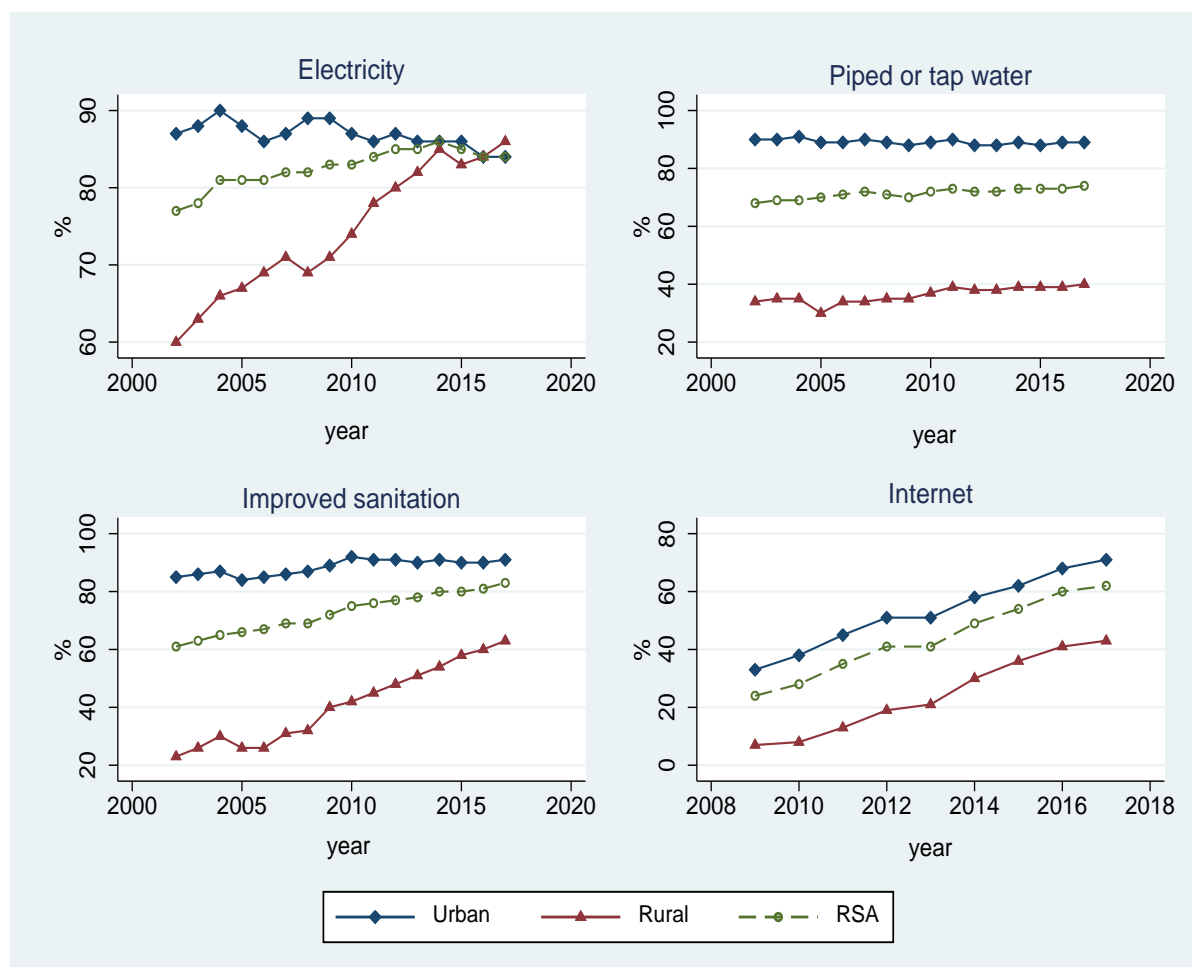 Electricity
90
80
70
60
%
2000 2005 2010 2015 2020
year
Piped or tap water
100
80
60
40
20
%
2000 2005 2010 2015 2020
year
Improved sanitation
100
80
60
40
20
%
2000 2005 2010 2015 2020
year
Internet
80
60
40
20
0
%
2008 2010 2012 2014 2016 2018
year
Urban Rural RSA